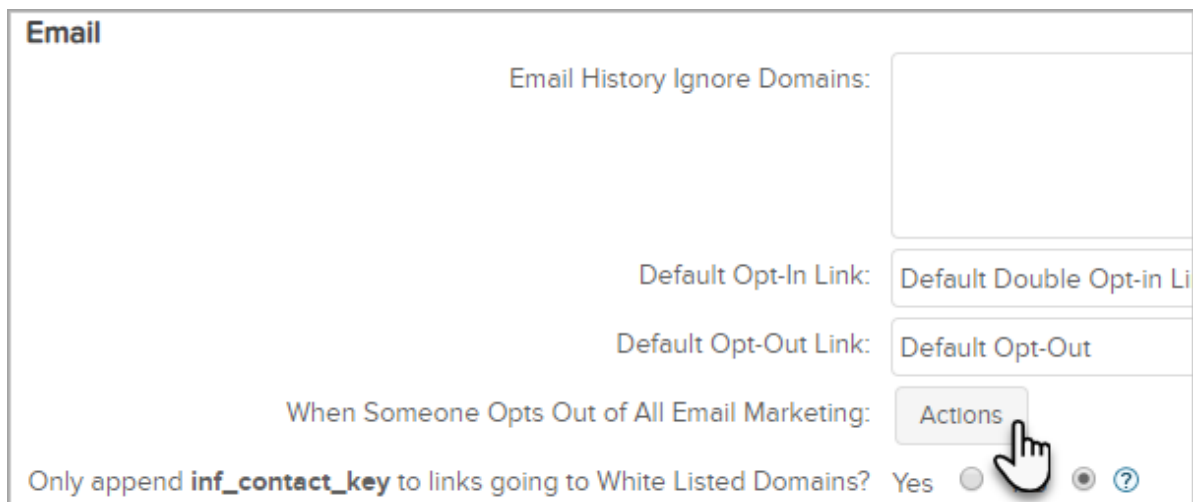 Email
Email History Ignore Domains:
Default Opt-In Link: Default Double Opt-in Li
Default Opt-Out Link: Default Opt-Out
When Someone Opts Out of All Email Marketing: Actions
Only append inf_contact_key to links going to White Listed Domains? Yes ?